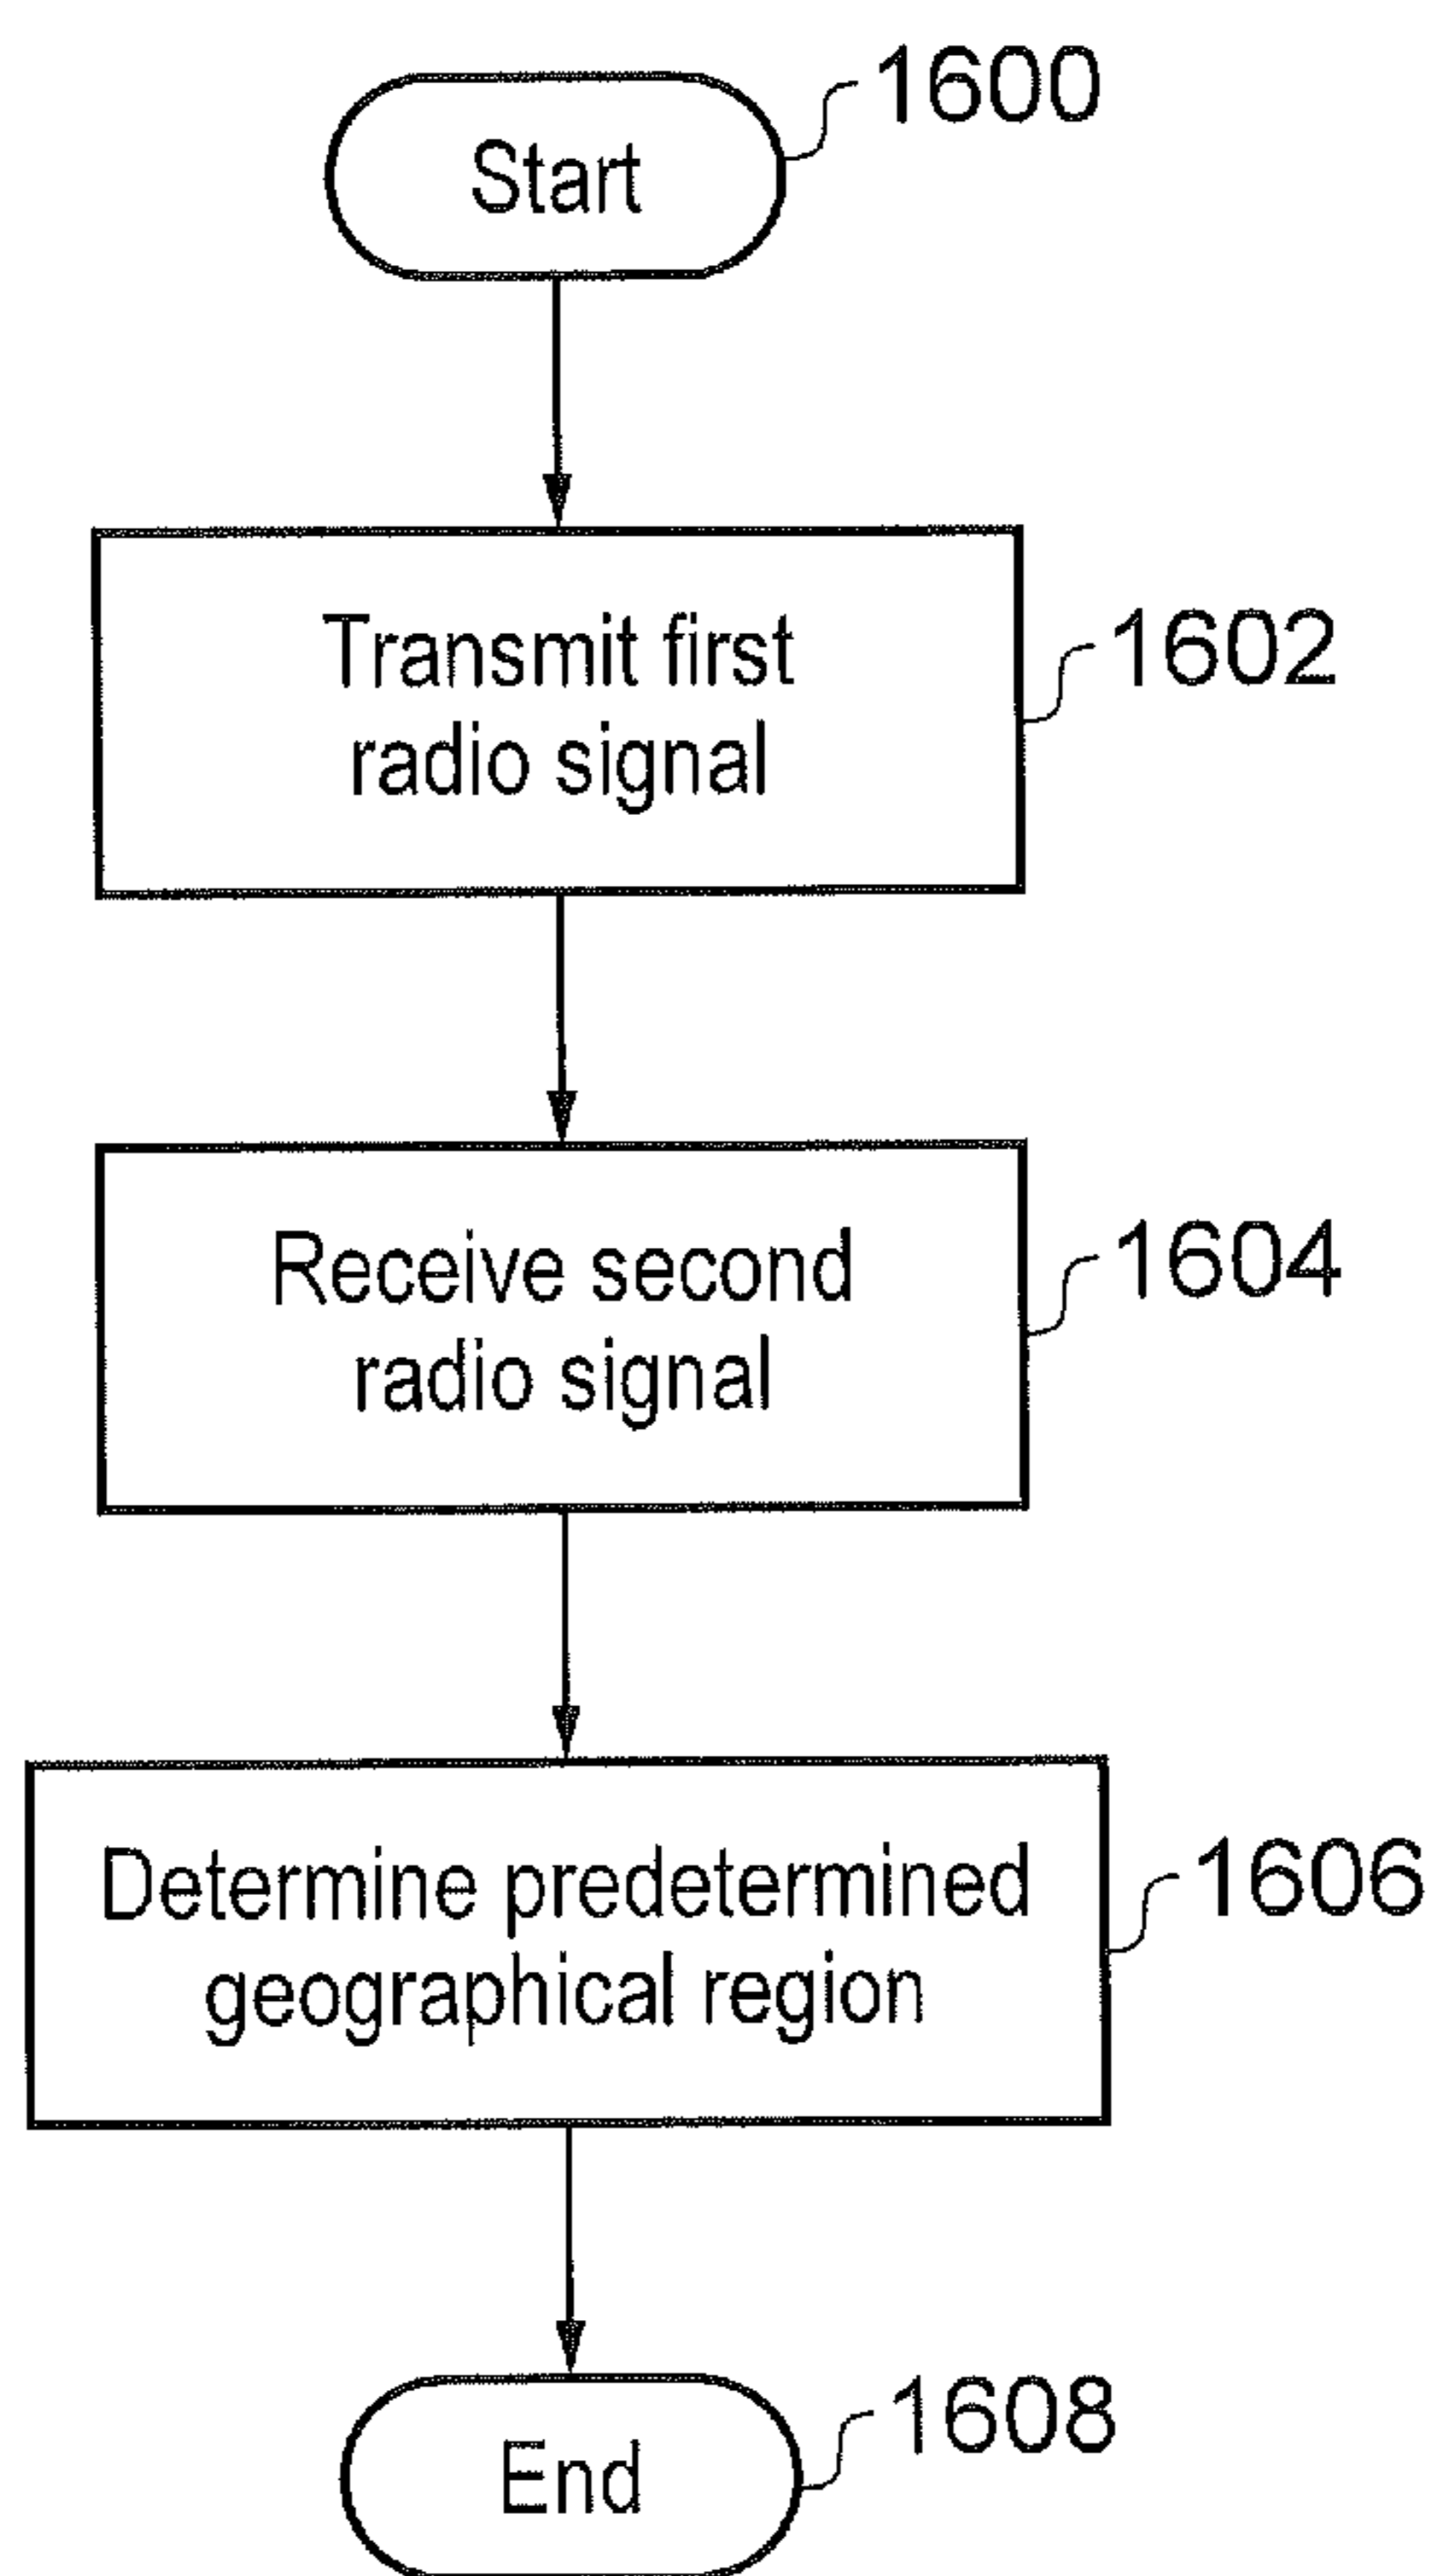 Start
1600
Transmit first
radio signal
1602
Receive second
radio signal
1604
Determine predetermined
geographical region
1606
End
1608